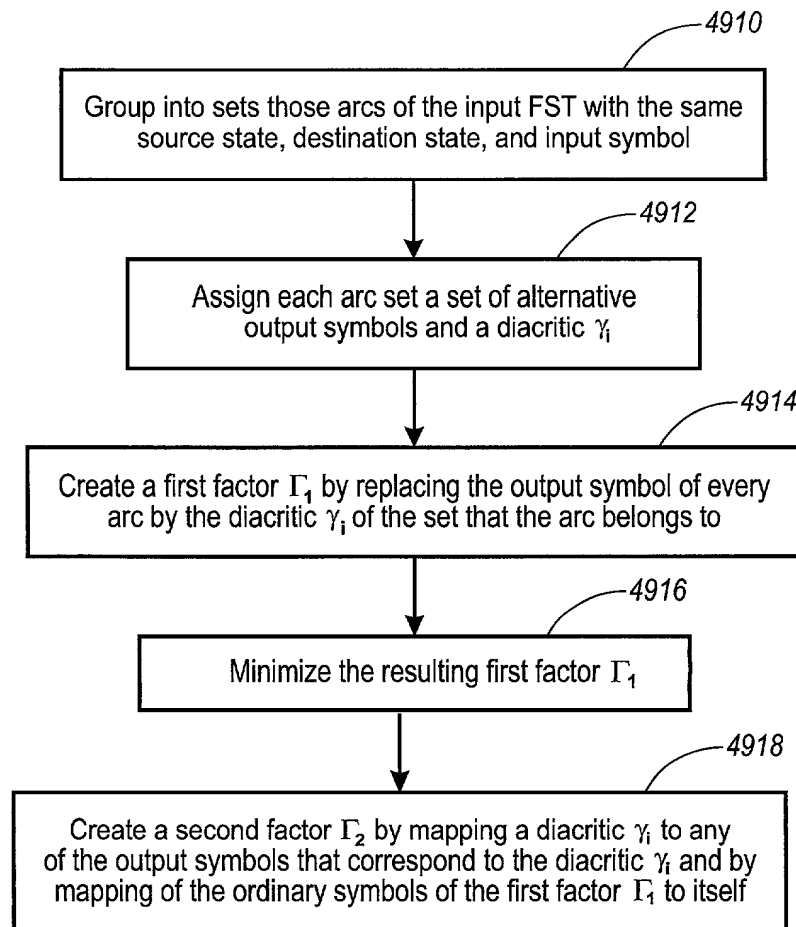 4910
Group into sets those arcs of the input FST with the same
source state, destination state, and input symbol
4912
Assign each arc set a set of alternative
output symbols and a diacritic γi
4914
Create a first factor Γ1 by replacing the output symbol of every
arc by the diacritic γi of the set that the arc belongs to
4916
Minimize the resulting first factor Γ1
4918
Create a second factor Γ2 by mapping a diacritic γi to any
of the output symbols that correspond to the diacritic γi and by
mapping of the ordinary symbols of the first factor Γ1 to itself